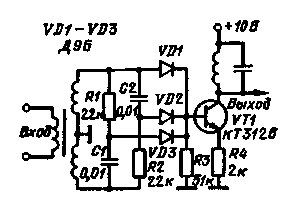 VD1-VD3
Д9Б
+10В
VD1
C2
R1
22к
0,01
VD2
Выход
VT1
КТ312В
Вход
C1
VD3
0,01
R2
22к
R3
51к
R4
2к